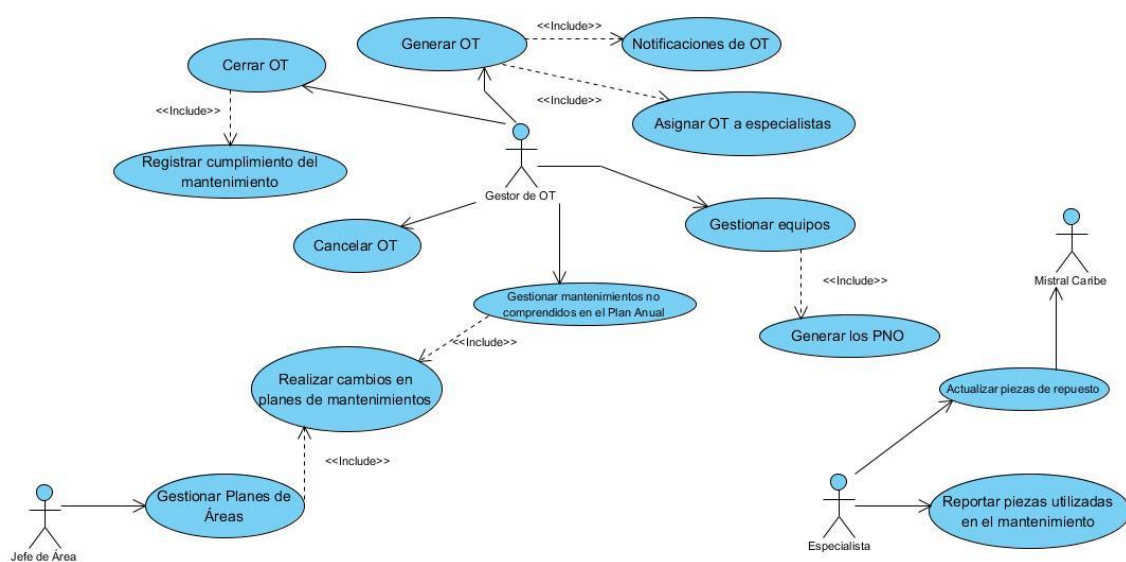 <<Include>>
Generar OT
Notificaciones de OT
Cerrar OT
<<Include>>
<<Include>>
Asignar OT a especialistas
Registrar cumplimiento del
mantenimiento
Gestor de OT
Gestionar equipos
Cancelar OT
Mistral Caribe
<<Include>>
Gestionar mantenimientos no
comprendidos en el Plan Anual
Generar los PNO
<<Include>>
Realizar cambios en
planes de mantenimientos
Actualizar piezas de repuesto
<<Include>>
Gestionar Planes de
Áreas
Reportar piezas utilizadas
en el mantenimiento
Jefe de Área
Especialista